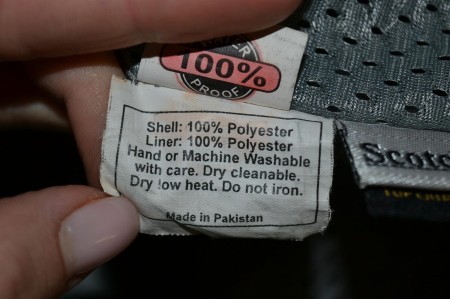 100%
PROOF
Shell: 100% Polyester
Liner: 100% Polyester
Hand or Machine Washable
with care. Dry cleanable.
Dry low heat. Do not iron.
Made in Pakistan
Scotc